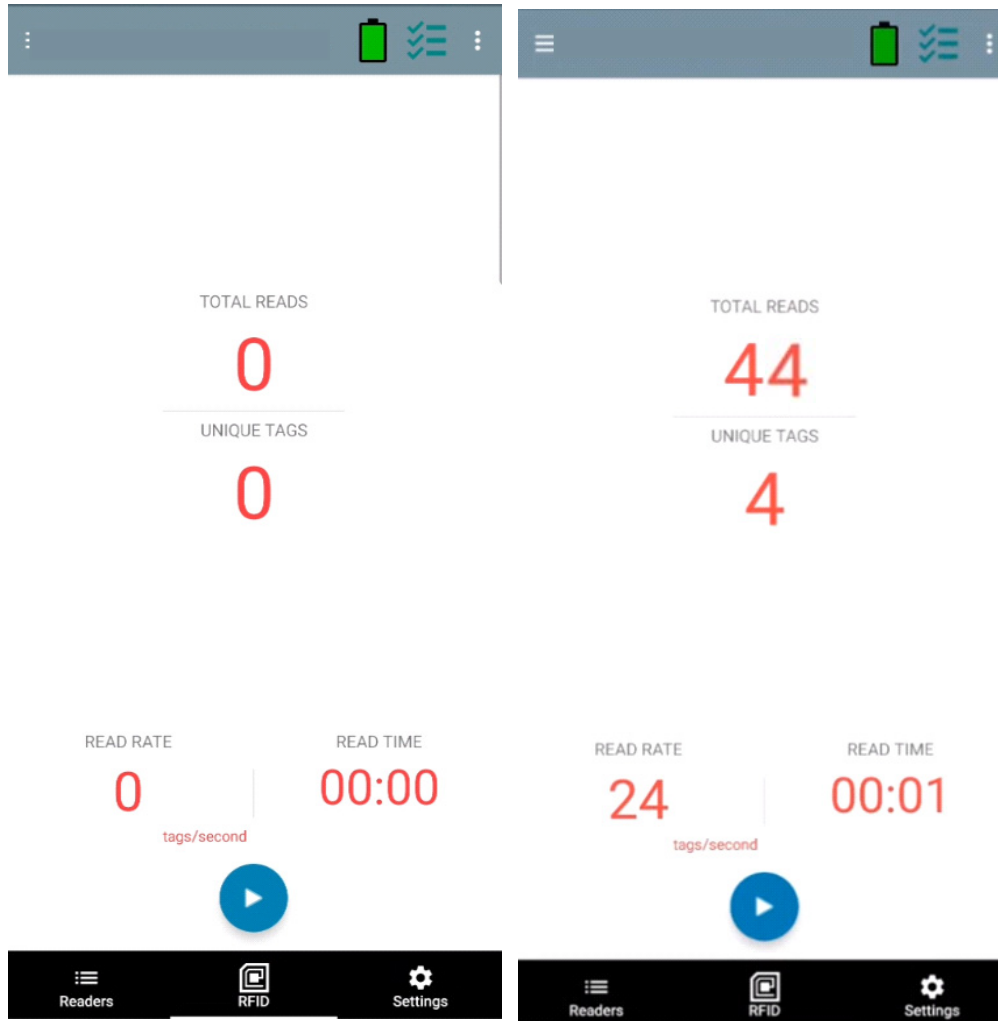 TOTAL READS
0
UNIQUE TAGS
0
READ RATE
READ TIME
0
00:00
tags/second
Readers
RFID
Settings
TOTAL READS
44
UNIQUE TAGS
4
READ RATE
READ TIME
24
00:01
tags/second
Readers
RFID
Settings